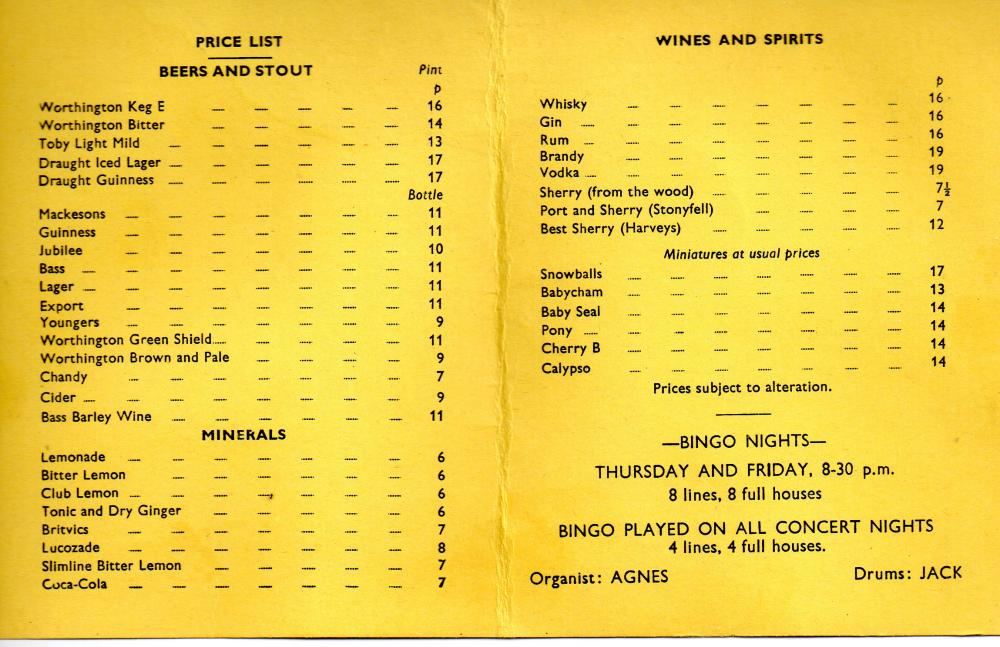 PRICE LIST
BEERS AND STOUT Pint
p
Worthington Keg E 16
Worthington Bitter 14
Toby Light Mild 13
Draught Iced Lager 17
Draught Guinness 17
Bottle
Mackesons 11
Guinness 11
Jubilee 10
Bass 11
Lager 11
Export 11
Youngers 9
Worthington Green Shield 11
Worthington Brown and Pale 9
Chandy 7
Cider 9
Bass Barley Wine 11
MINERALS
Lemonade 6
Bitter Lemon 6
Club Lemon 6
Tonic and Dry Ginger 6
Britvics 7
Lucozade 8
Slimline Bitter Lemon 7
Coca-Cola 7
WINES AND SPIRITS
p
Whisky 16
Gin 16
Rum 16
Brandy 19
Vodka 19
Sherry (from the wood) 7½
Port and Sherry (Stonyfell) 7
Best Sherry (Harveys) 12
Miniatures at usual prices
Snowballs 17
Babycham 13
Baby Seal 14
Pony 14
Cherry B 14
Calypso 14
Prices subject to alteration.
—BINGO NIGHTS—
THURSDAY AND FRIDAY, 8-30 p.m.
8 lines, 8 full houses
BINGO PLAYED ON ALL CONCERT NIGHTS
4 lines, 4 full houses.
Organist: AGNES Drums: JACK